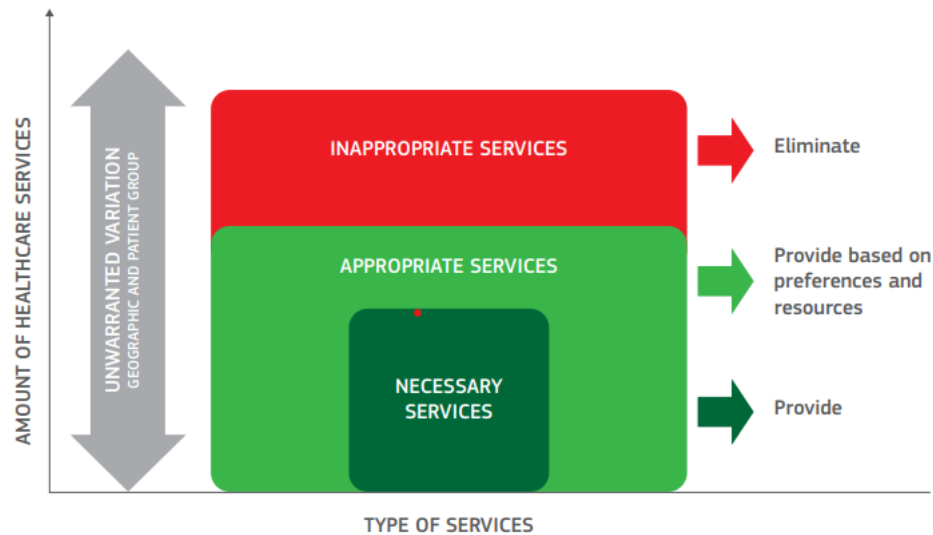 AMOUNT OF HEALTHCARE SERVICES
UNWARRANTED VARIATION
GEOGRAPHIC AND PATIENT GROUP
INAPPROPRIATE SERVICES
Eliminate
APPROPRIATE SERVICES
Provide based on
preferences and
resources
NECESSARY
SERVICES
Provide
TYPE OF SERVICES